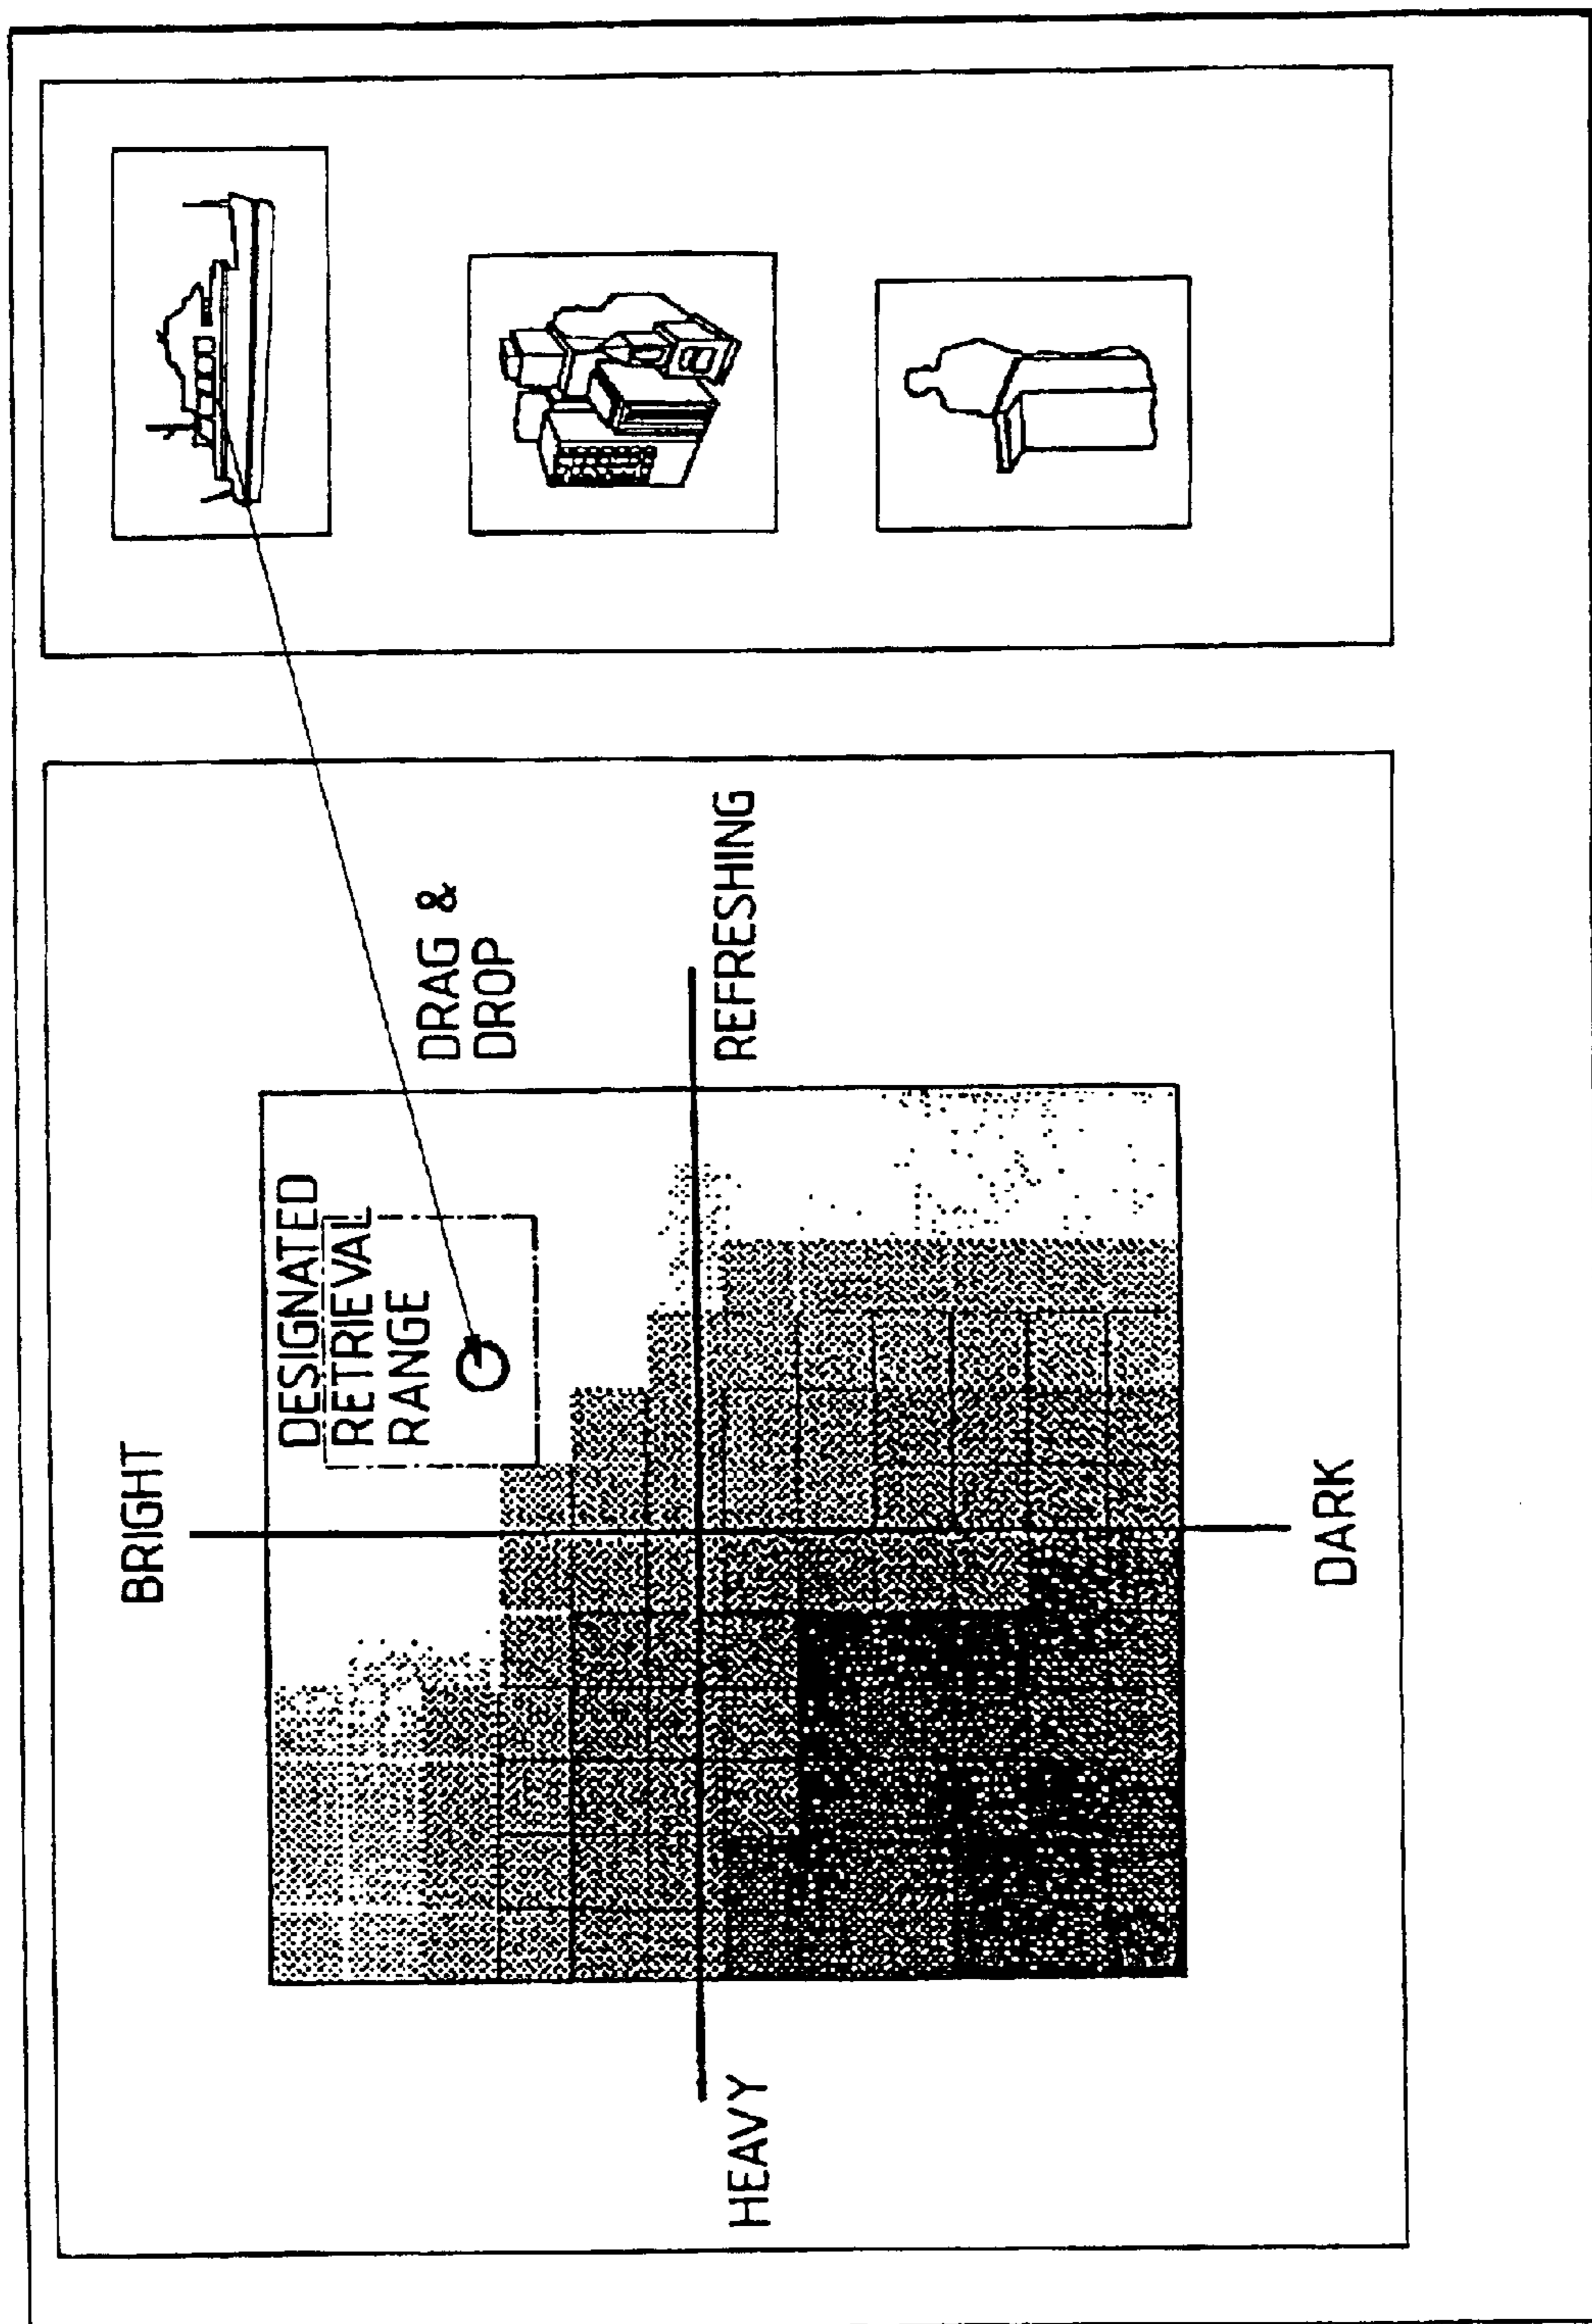 BRIGHT
DESIGNATED
RETRIEVAL
RANGE
DRAG &
DROP
HEAVY
REFRESHING
DARK